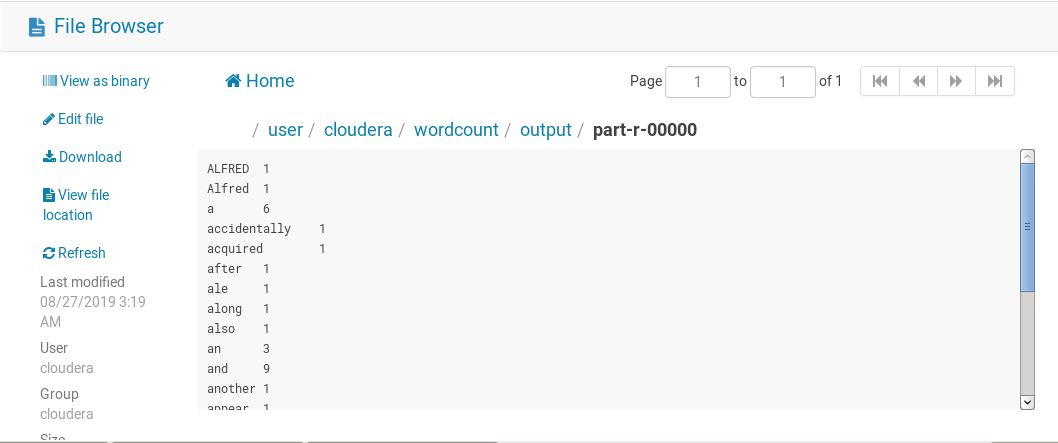 File Browser
View as binary
Edit file
Download
View file
location
Refresh
Last modified
08/27/2019 3:19
AM
User
cloudera
Group
cloudera
Size
Home
Page 1 to 1 of 1
/ user / cloudera / wordcount / output / part-r-00000
ALFRED 1
Alfred 1
a 6
accidentally 1
acquired 1
after 1
ale 1
along 1
also 1
an 3
and 9
another 1
appear 1